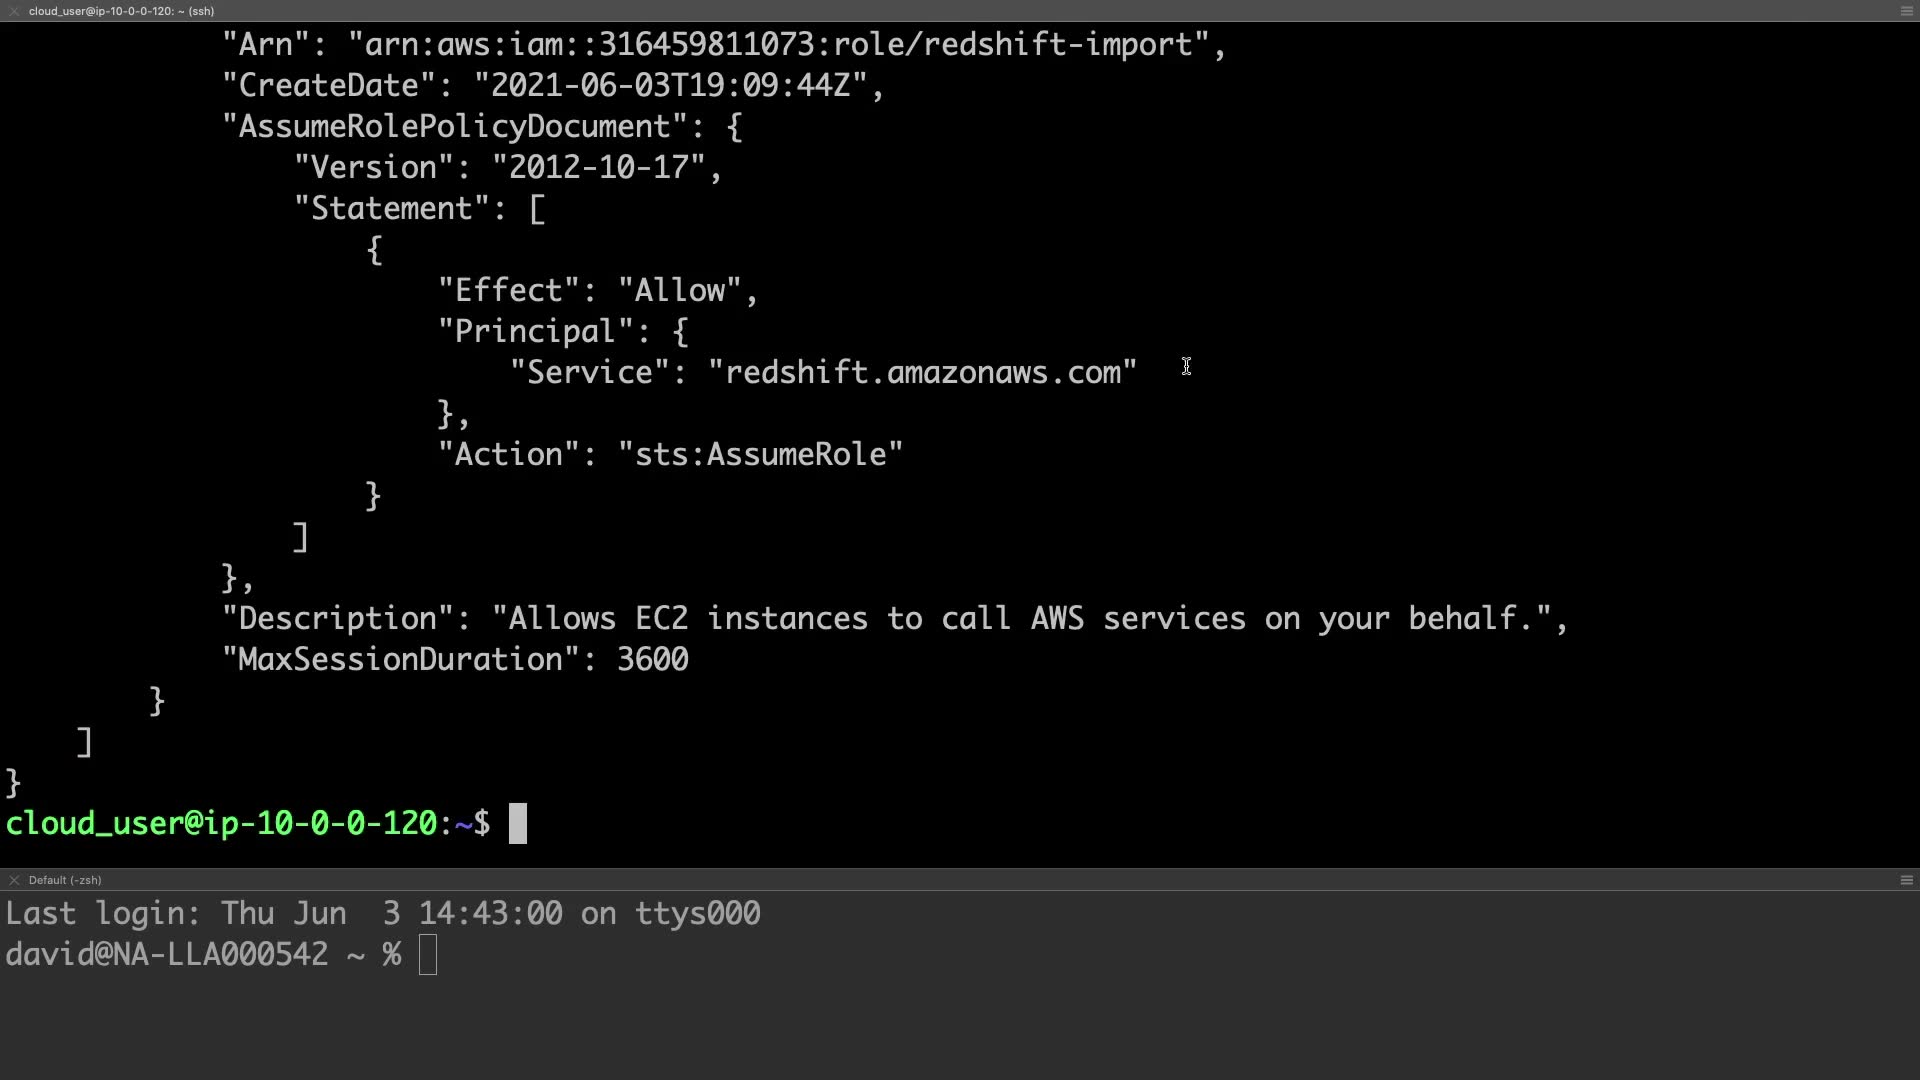 cloud_user@ip-10-0-0-120: ~ (ssh)
"Arn": "arn:aws:iam::316459811073:role/redshift-import",
"CreateDate": "2021-06-03T19:09:44Z",
"AssumeRolePolicyDocument": {
"Version": "2012-10-17",
"Statement": [
{
"Effect": "Allow",
"Principal": {
"Service": "redshift.amazonaws.com"
},
"Action": "sts:AssumeRole"
}
]
},
"Description": "Allows EC2 instances to call AWS services on your behalf.",
"MaxSessionDuration": 3600
}
]
}
cloud_user@ip-10-0-0-120:~$
Default (-zsh)
Last login: Thu Jun  3 14:43:00 on ttys000
david@NA-LLA000542 ~ %